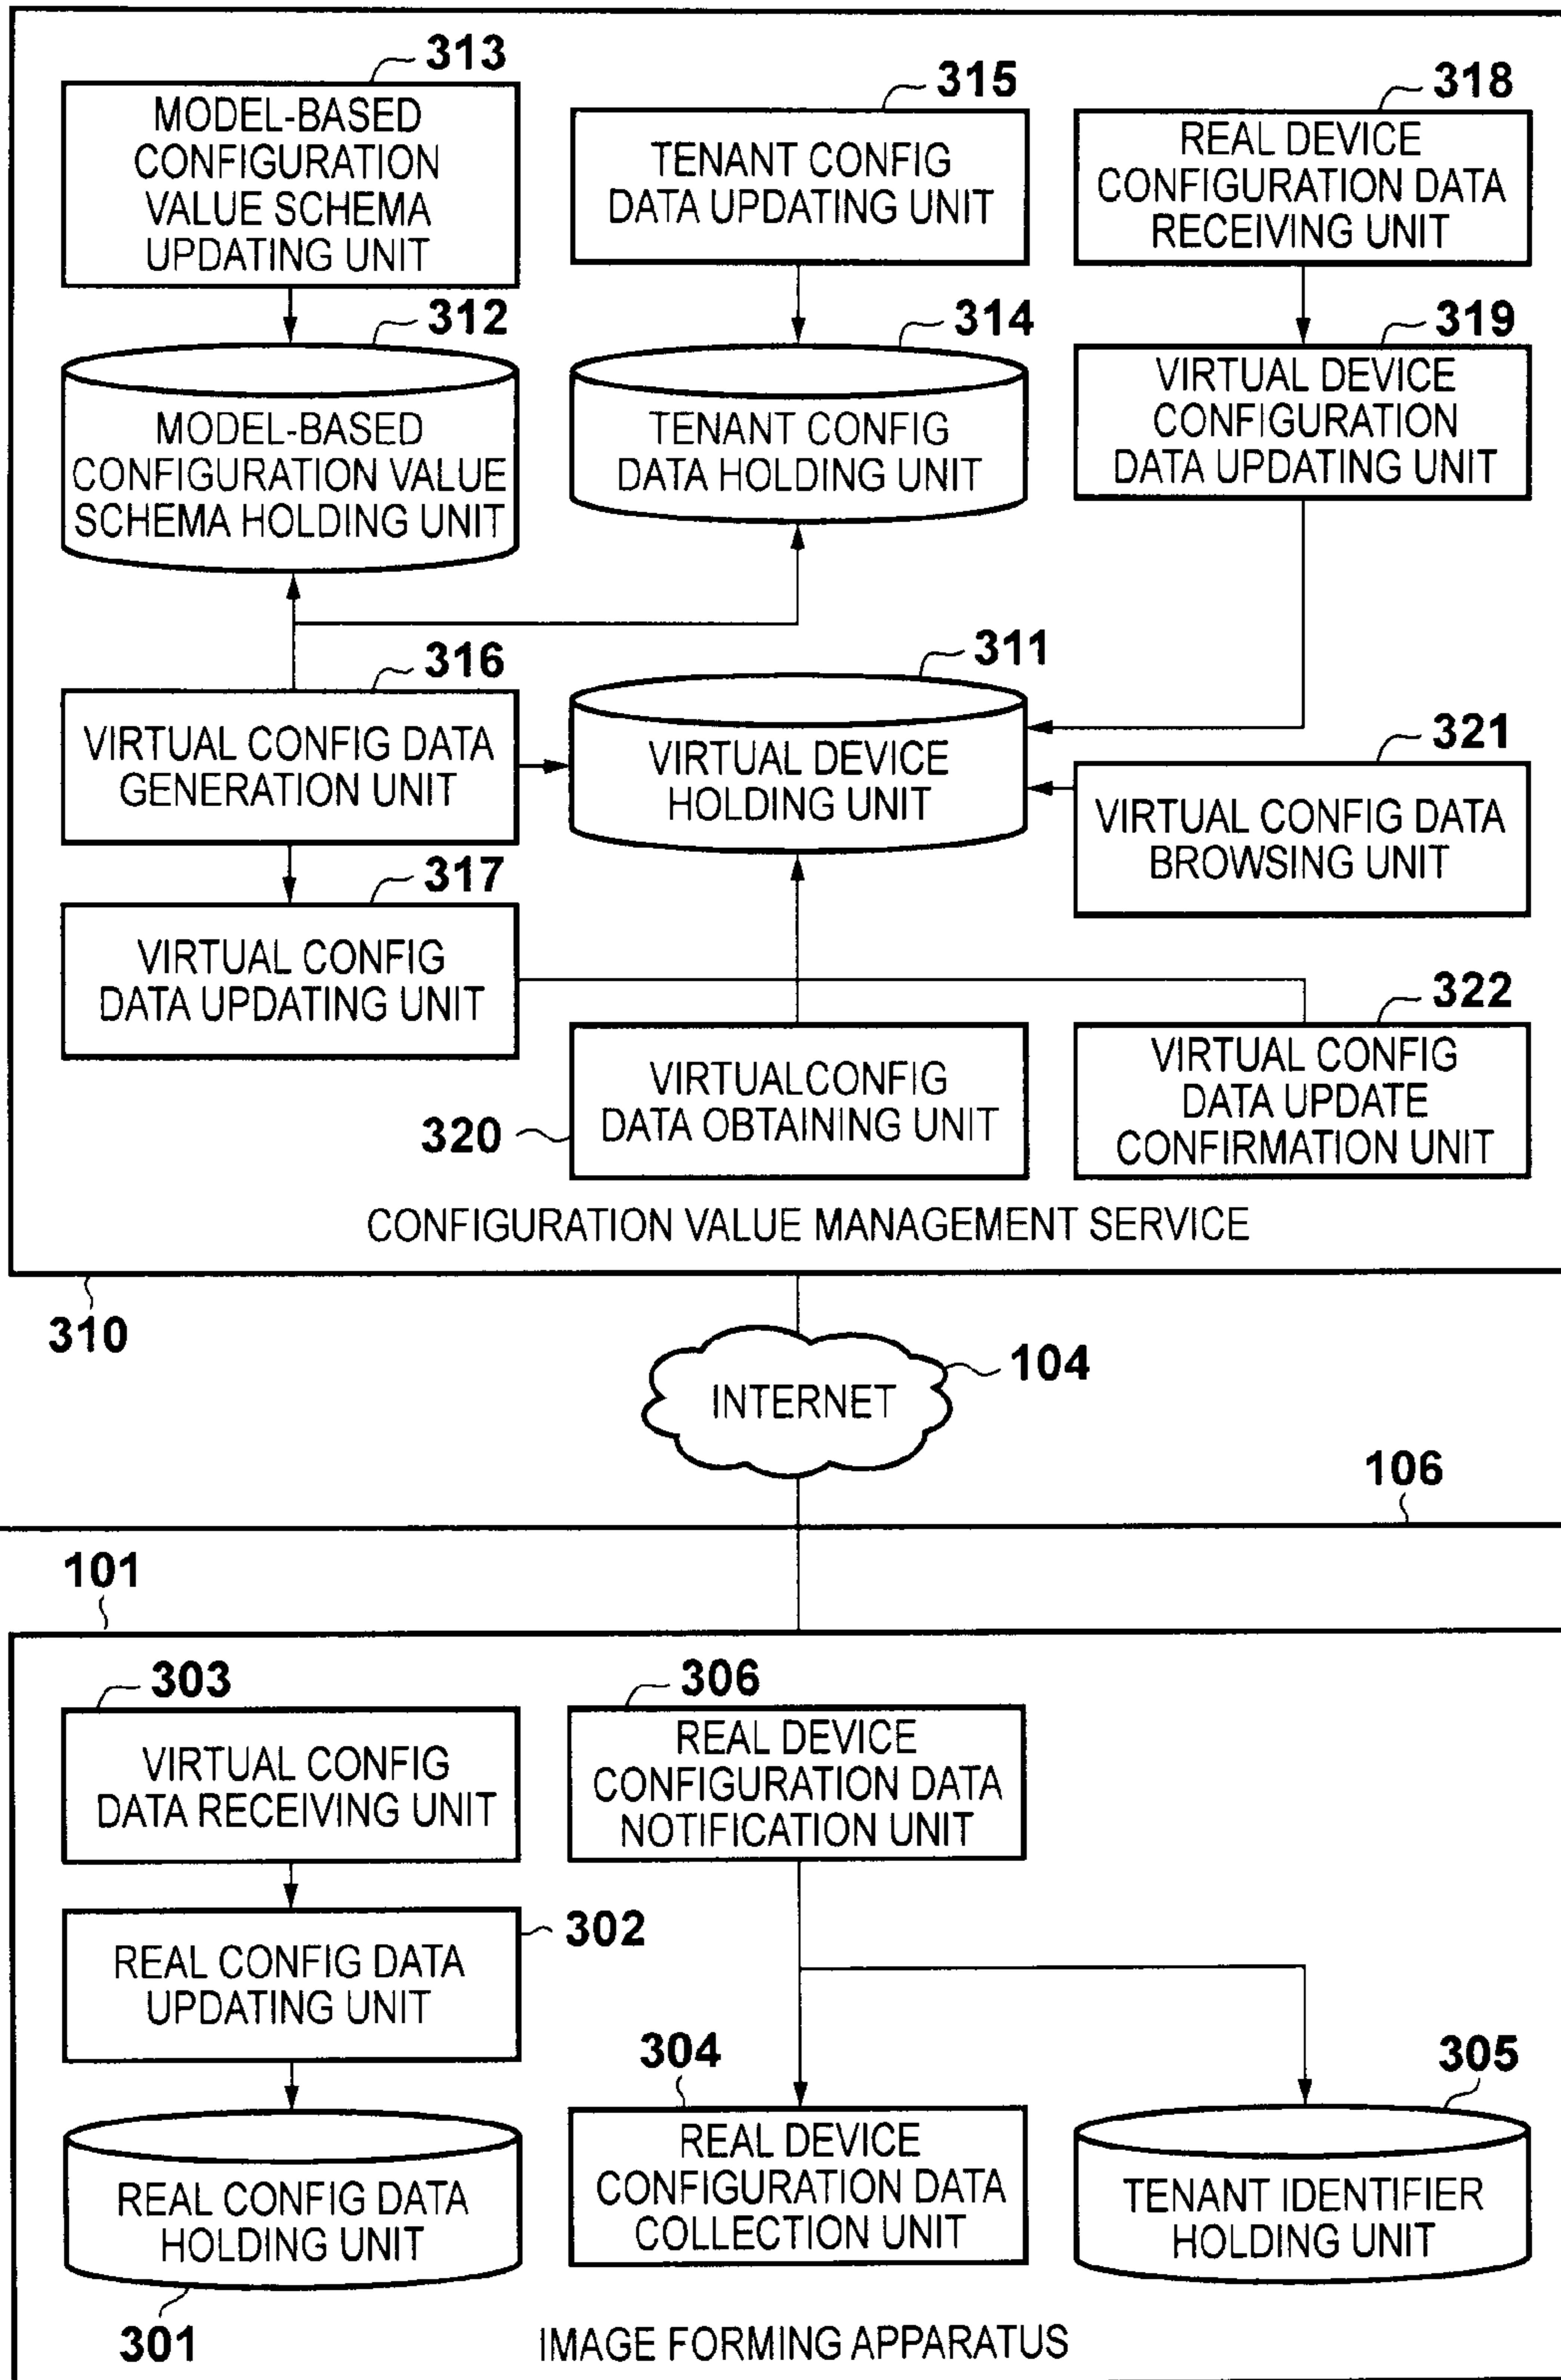 313
MODEL-BASED
CONFIGURATION
VALUE SCHEMA
UPDATING UNIT
315
TENANT CONFIG
DATA UPDATING UNIT
318
REAL DEVICE
CONFIGURATION DATA
RECEIVING UNIT
312
MODEL-BASED
CONFIGURATION VALUE
SCHEMA HOLDING UNIT
314
TENANT CONFIG
DATA HOLDING UNIT
319
VIRTUAL DEVICE
CONFIGURATION
DATA UPDATING UNIT
316
VIRTUAL CONFIG DATA
GENERATION UNIT
311
VIRTUAL DEVICE
HOLDING UNIT
321
VIRTUAL CONFIG DATA
BROWSING UNIT
317
VIRTUAL CONFIG
DATA UPDATING UNIT
320
VIRTUALCONFIG
DATA OBTAINING UNIT
322
VIRTUAL CONFIG
DATA UPDATE
CONFIRMATION UNIT
CONFIGURATION VALUE MANAGEMENT SERVICE
310
104
INTERNET
106
101
303
VIRTUAL CONFIG
DATA RECEIVING UNIT
306
REAL DEVICE
CONFIGURATION DATA
NOTIFICATION UNIT
302
REAL CONFIG DATA
UPDATING UNIT
304
REAL DEVICE
CONFIGURATION DATA
COLLECTION UNIT
305
TENANT IDENTIFIER
HOLDING UNIT
REAL CONFIG DATA
HOLDING UNIT
301
IMAGE FORMING APPARATUS